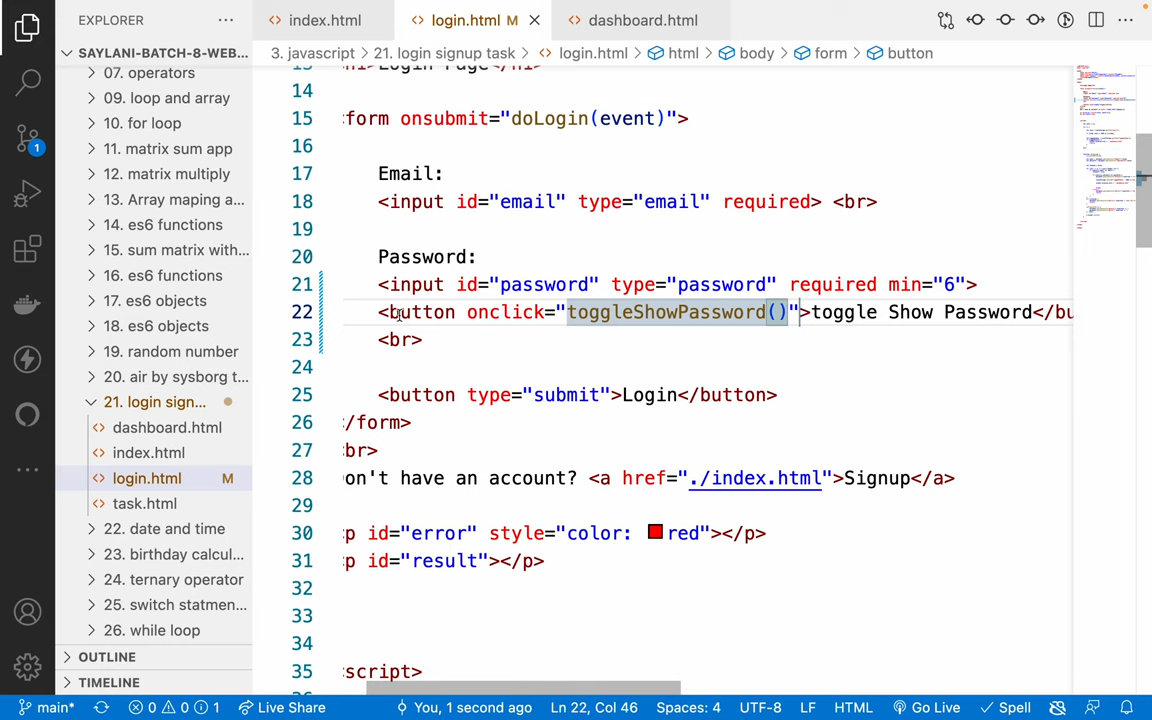 EXPLORER
index.html
login.html M
dashboard.html
SAYLANI-BATCH-8-WEB...
3. javascript > 21. login signup task > login.html > html > body > form > button
07. operators
09. loop and array
10. for loop
11. matrix sum app
12. matrix multiply
13. Array maping a...
14. es6 functions
15. sum matrix with...
16. es6 functions
17. es6 objects
18. es6 objects
19. random number
20. air by sysborg t...
21. login sign...
dashboard.html
index.html
login.html M
task.html
22. date and time
23. birthday calcul...
24. ternary operator
25. switch statmen...
26. while loop
OUTLINE
TIMELINE
1
14
15 form onsubmit="doLogin(event)">
16
17 Email:
18 <input id="email" type="email" required> <br>
19
20 Password:
21 <input id="password" type="password" required min="6">
22 <button onclick="toggleShowPassword()">toggle Show Password</bu
23 <br>
24
25 <button type="submit">Login</button>
26 </form>
27 br>
28 on't have an account? <a href="./index.html">Signup</a>
29
30 p id="error" style="color: red"></p>
31 p id="result"></p>
32
33
34
35 script>
main* 0 0 1 Live Share You, 1 second ago Ln 22, Col 46 Spaces: 4 UTF-8 LF HTML Go Live Spell